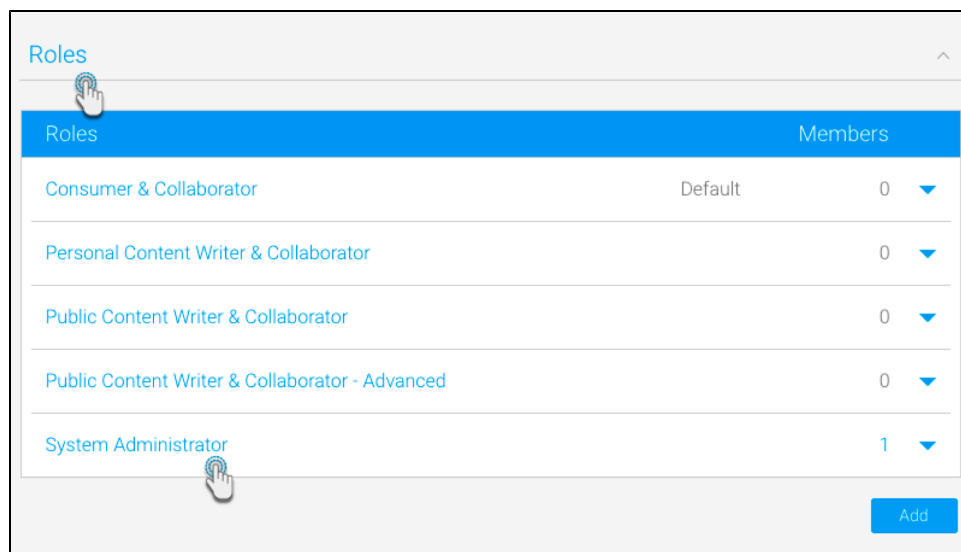 Roles
Roles Members
Consumer & Collaborator Default 0
Personal Content Writer & Collaborator 0
Public Content Writer & Collaborator 0
Public Content Writer & Collaborator - Advanced 0
System Administrator 1
Add